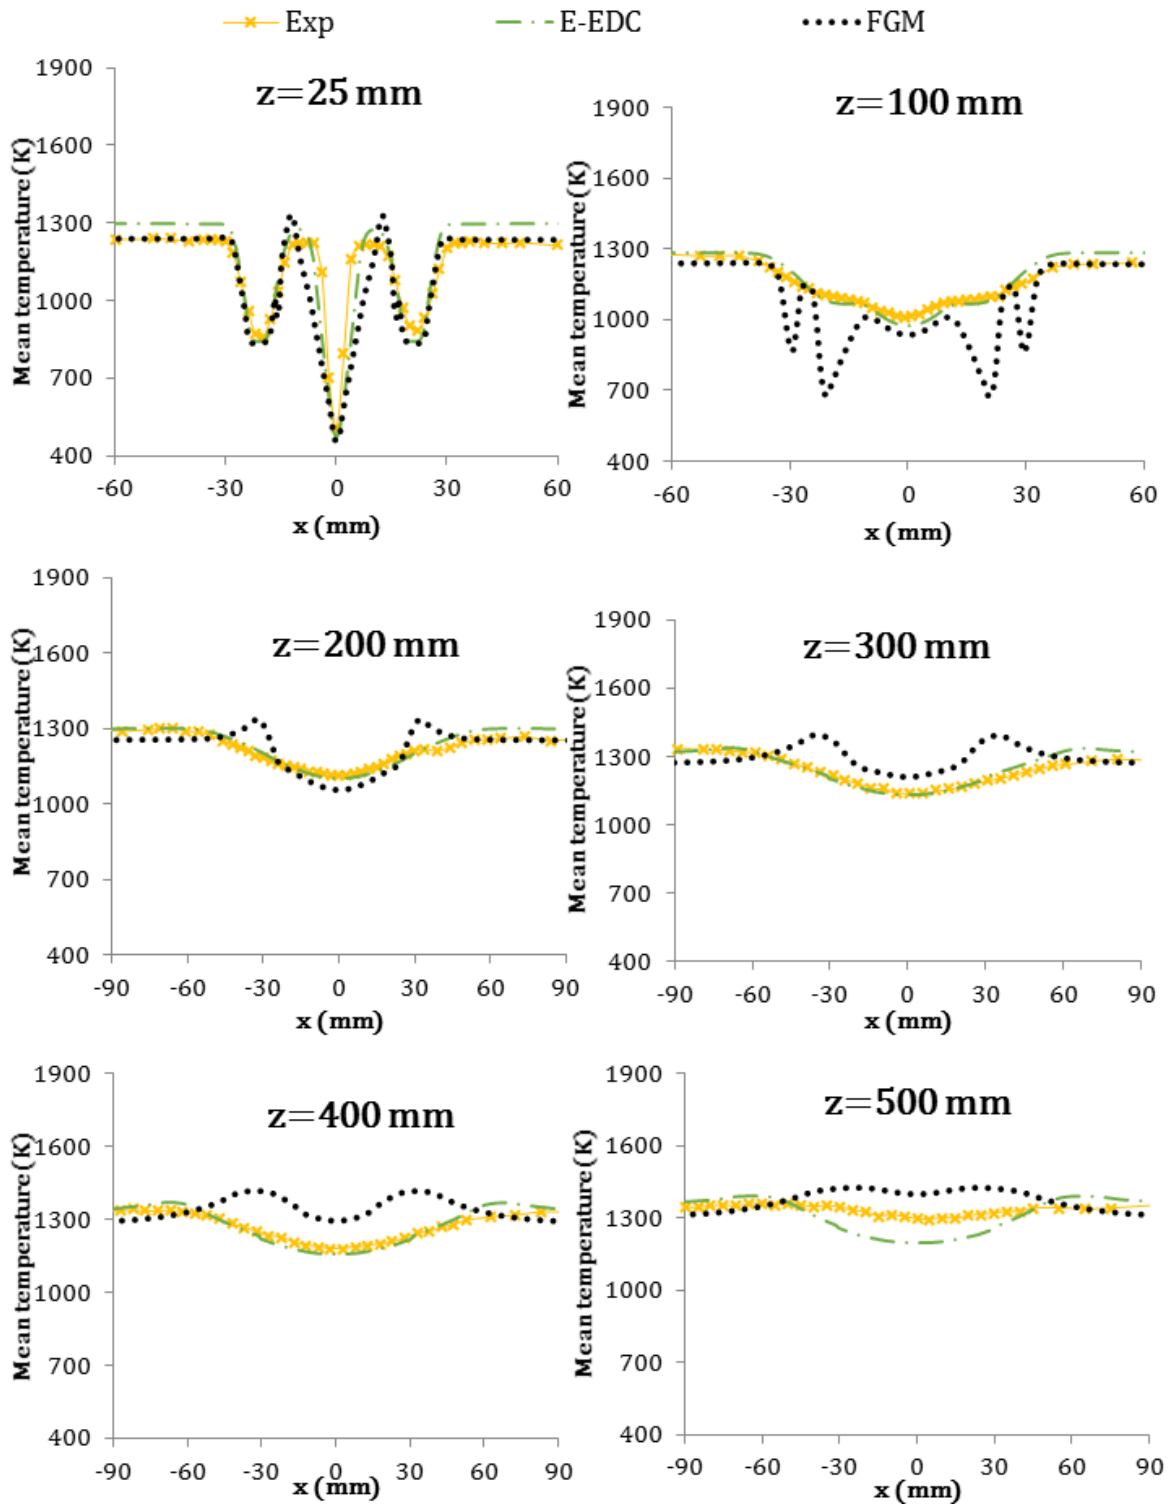 Exp E-EDC FGM
z=25 mm
Mean temperature (K)
1900
1600
1300
1000
700
400
-60 -30 0 30 60
x (mm)
z=100 mm
Mean temperature (K)
1900
1600
1300
1000
700
400
-60 -30 0 30 60
x (mm)
z=200 mm
Mean temperature (K)
1900
1600
1300
1000
700
400
-90 -60 -30 0 30 60 90
x (mm)
z=300 mm
Mean temperature (K)
1900
1600
1300
1000
700
400
-90 -60 -30 0 30 60 90
x (mm)
z=400 mm
Mean temperature (K)
1900
1600
1300
1000
700
400
-90 -60 -30 0 30 60 90
x (mm)
z=500 mm
Mean temperature (K)
1900
1600
1300
1000
700
400
-90 -60 -30 0 30 60 90
x (mm)